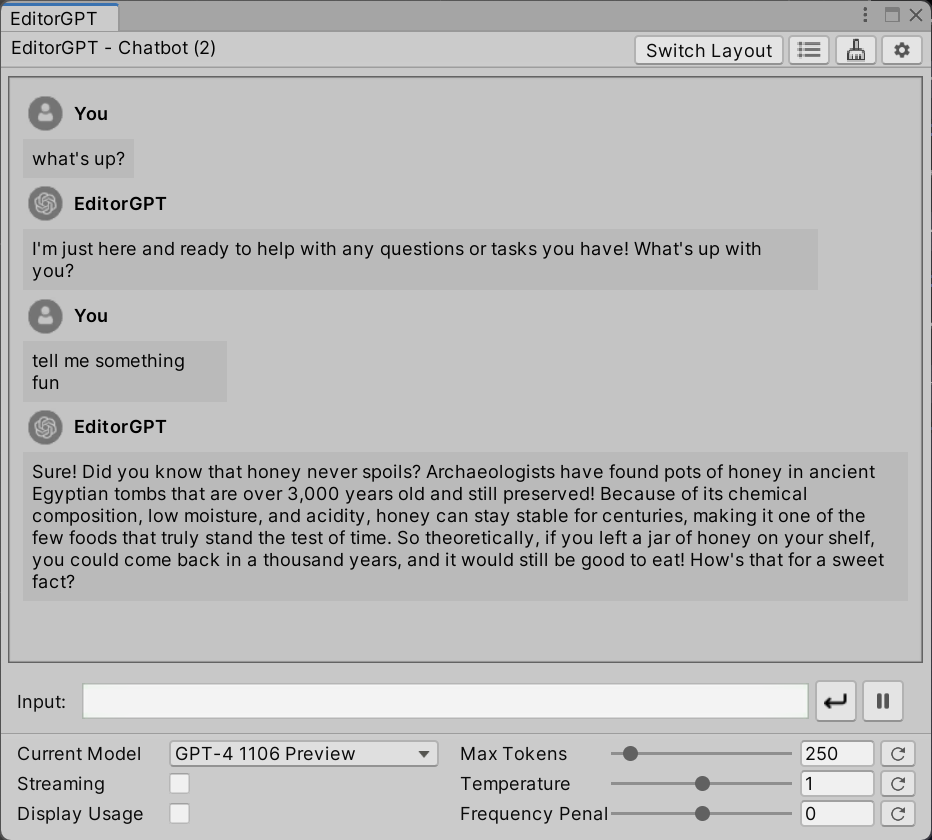 EditorGPT
EditorGPT - Chatbot (2)
Switch Layout
You
what's up?
EditorGPT
I'm just here and ready to help with any questions or tasks you have! What's up with
you?
You
tell me something
fun
EditorGPT
Sure! Did you know that honey never spoils? Archaeologists have found pots of honey in ancient
Egyptian tombs that are over 3,000 years old and still preserved! Because of its chemical
composition, low moisture, and acidity, honey can stay stable for centuries, making it one of the
few foods that truly stand the test of time. So theoretically, if you left a jar of honey on your shelf,
you could come back in a thousand years, and it would still be good to eat! How's that for a sweet
fact?
Input:
Current Model GPT-4 1106 Preview Max Tokens 250
Streaming Temperature 1
Display Usage Frequency Penal 0